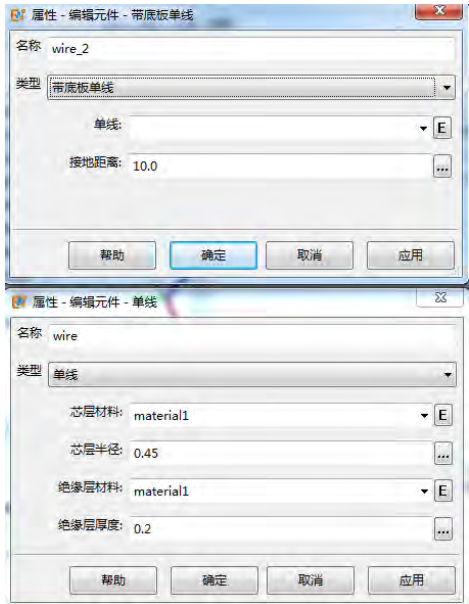 属性 - 编辑元件 - 带底板单线
名称 wire_2
类型 带底板单线
单线: E
接地距离: 10.0 ...
帮助 确定 取消 应用
属性 - 编辑元件 - 单线
名称 wire
类型 单线
芯层材料: material1 E
芯层半径: 0.45 ...
绝缘层材料: material1 E
绝缘层厚度: 0.2 ...
帮助 确定 取消 应用